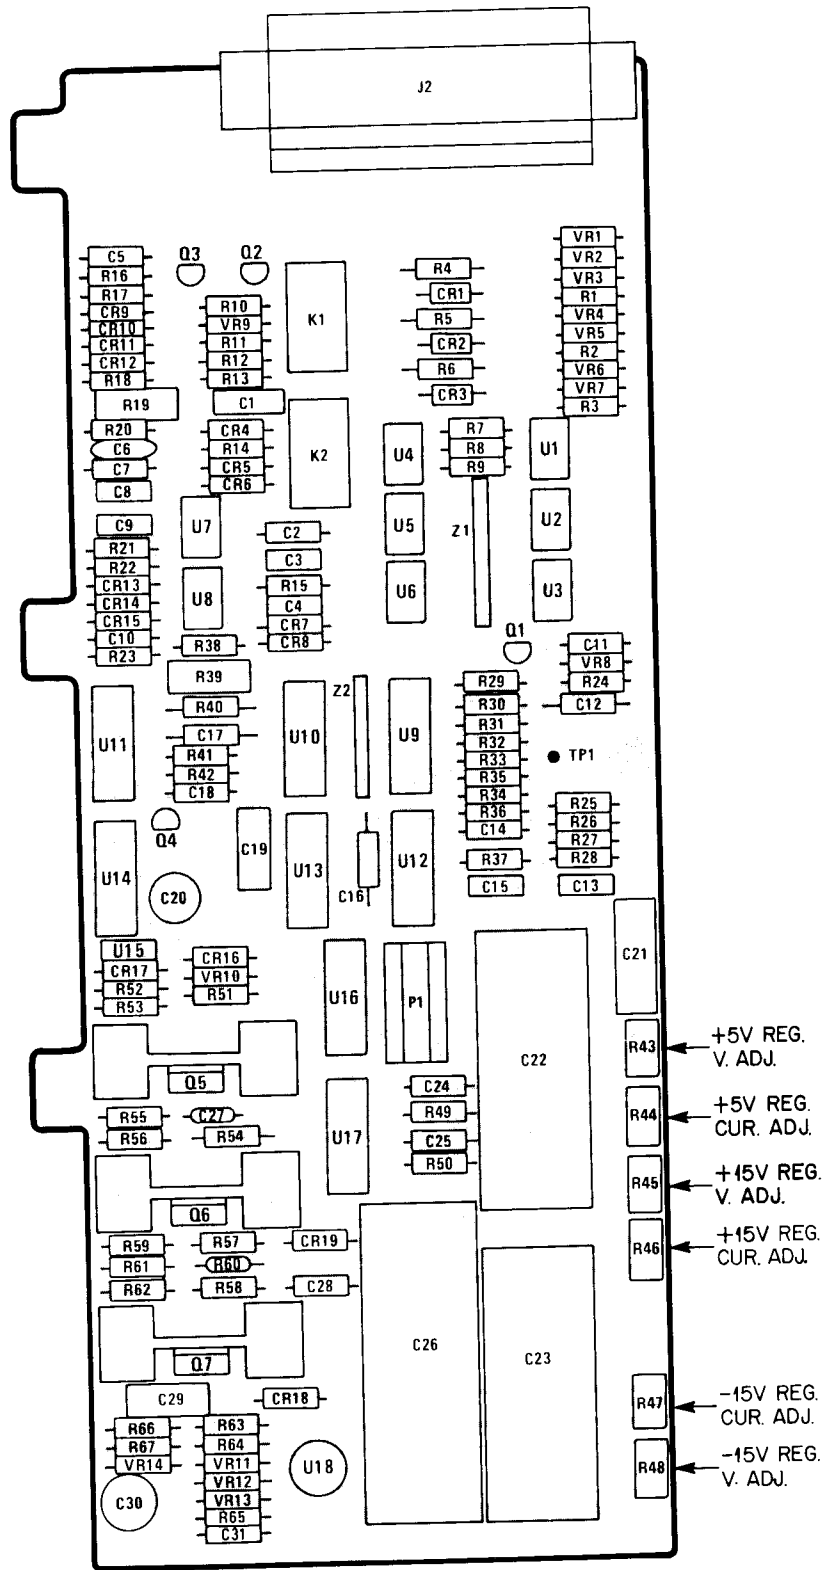 J2
VR1
VR2
VR3
R1
VR4
VR5
R2
VR6
VR7
R3
C5
R16
R17
CR9
CR10
CR11
CR12
R18
R19
R20
C6
C7
C8
C9
R21
R22
CR13
CR14
CR15
C10
R23
Q3
Q2
R10
VR9
R11
R12
R13
C1
CR4
R14
CR5
CR6
K1
K2
R4
CR1
R5
CR2
R6
CR3
R7
R8
R9
U4
U5
U6
Z1
U1
U2
U3
U7
U8
C2
C3
R15
C4
CR7
CR8
R38
R39
R40
C17
R41
R42
C18
Q1
C11
VR8
R24
C12
TP1
R29
R30
R31
R32
R33
R35
R34
R36
C14
R37
C15
R25
R26
R27
R28
C13
U11
U10
Z2
U9
Q4
U14
C20
C19
U13
C16
U12
U15
CR17
R52
R53
CR16
VR10
R51
U16
P1
C22
C21
R43
+5V REG.
V. ADJ.
R44
+5V REG.
CUR. ADJ.
R45
+15V REG.
V. ADJ.
R46
+15V REG.
CUR. ADJ.
Q5
R55
C27
R56
R54
U17
C24
R49
C25
R50
Q6
R59
R57
CR19
R61
R60
R62
R58
C28
Q7
C26
C23
C29
CR18
R66
R67
VR14
C30
R63
R64
VR11
VR12
VR13
R65
C31
U18
R47
-15V REG.
CUR. ADJ.
R48
-15V REG.
V. ADJ.